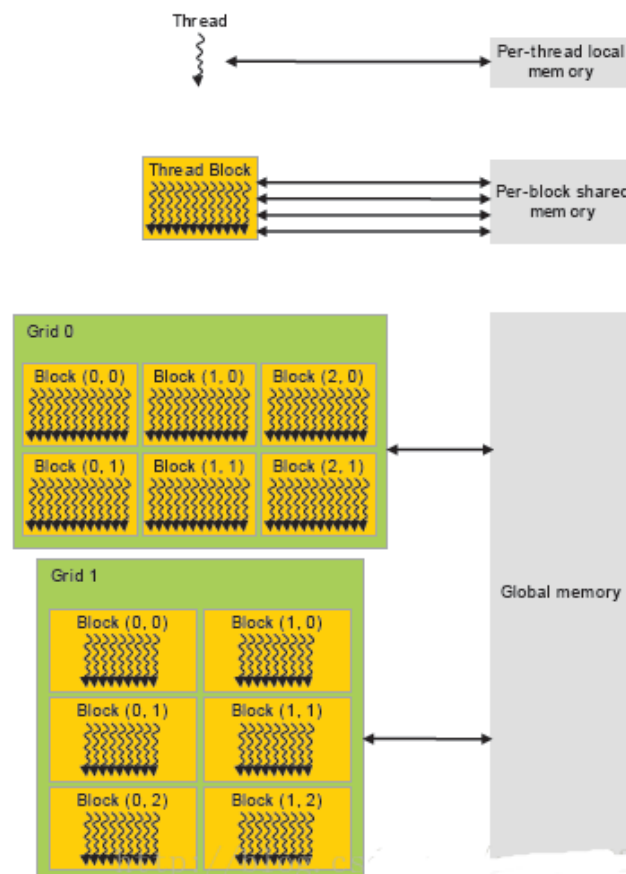 Thread
Per-thread local
memory
Thread Block
Per-block shared
memory
Grid 0
Block (0, 0)
Block (1, 0)
Block (2, 0)
Block (0, 1)
Block (1, 1)
Block (2, 1)
Global memory
Grid 1
Block (0, 0)
Block (1, 0)
Block (0, 1)
Block (1, 1)
Block (0, 2)
Block (1, 2)